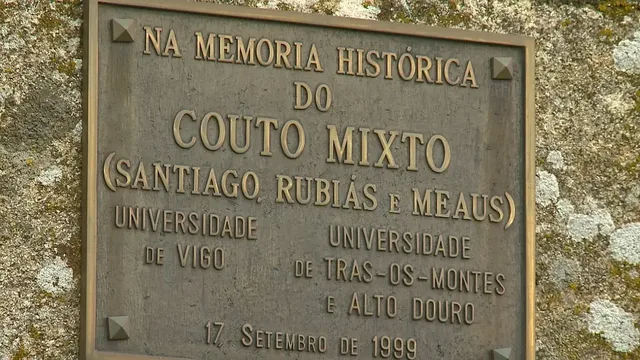 NA MEMORIA HISTÓRICA
DO
COUTO MIXTO
(SANTIAGO, RUBIÁS E MEAUS)
UNIVERSIDADE
DE VIGO
UNIVERSIDADE
DE TRAS-OS-MONTES
E ALTO DOURO
17 SETEMBRO DE 1999